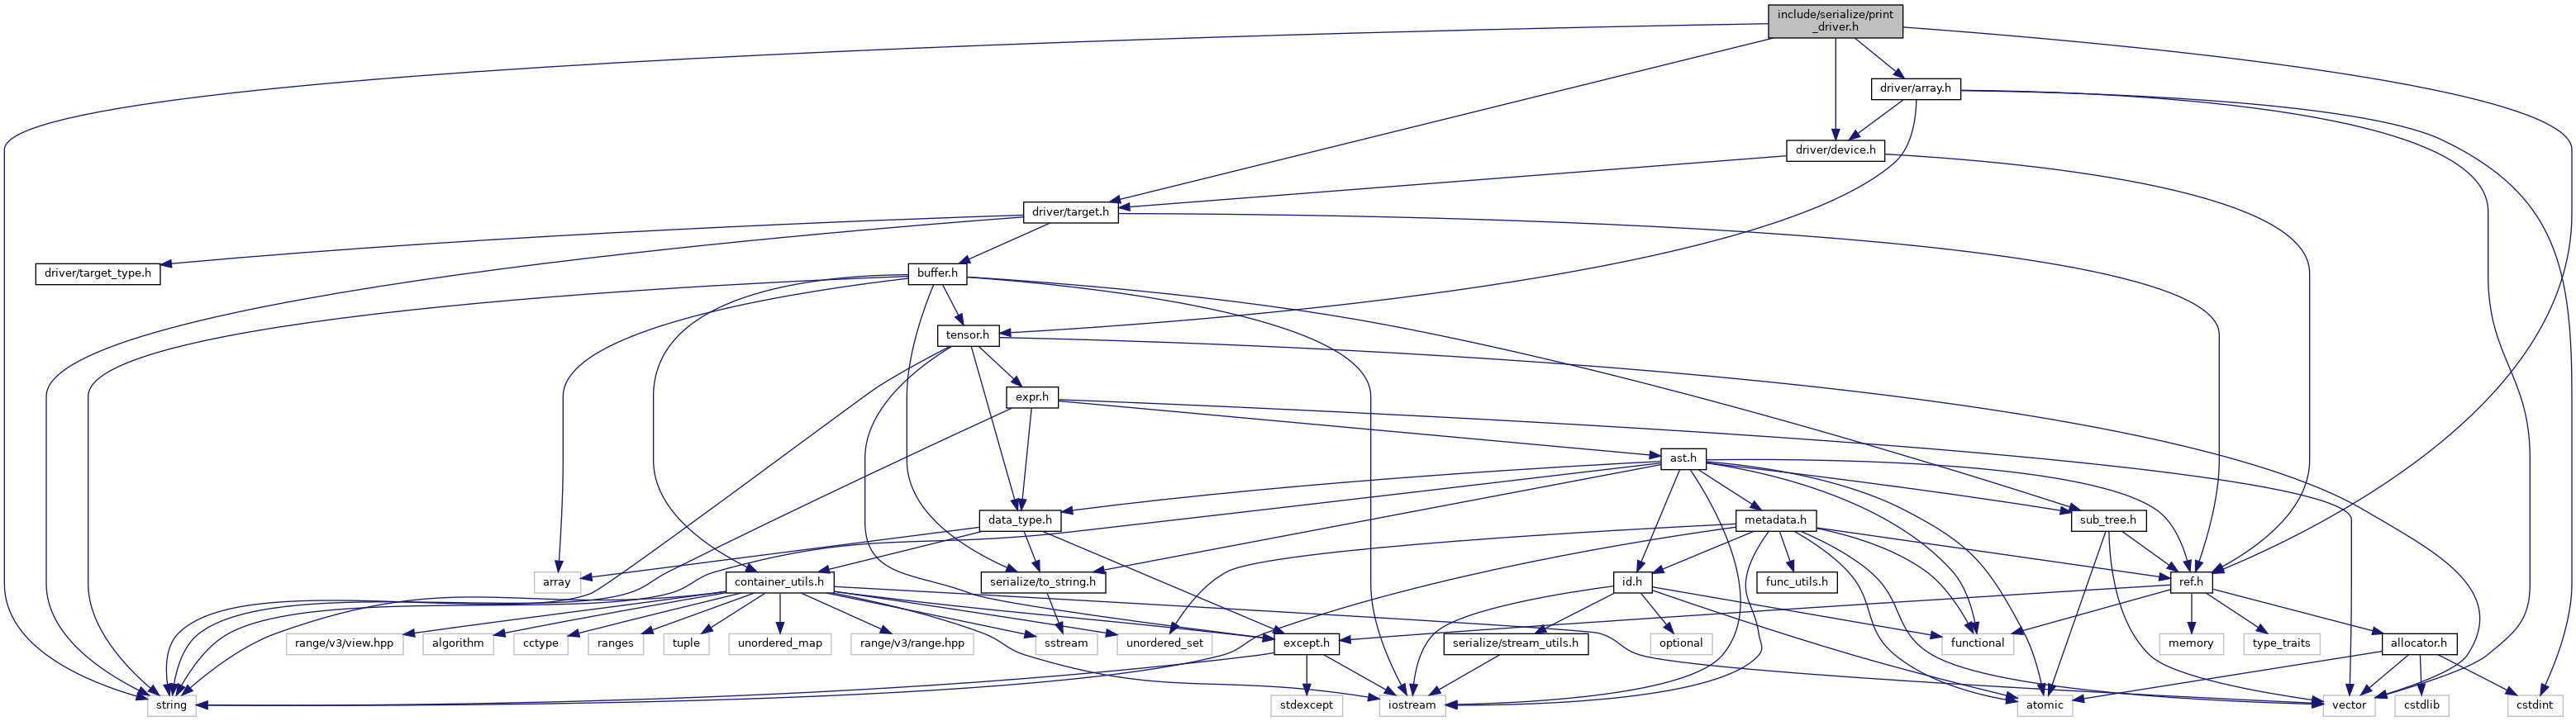 include/serialize/print
_driver.h
driver/array.h
driver/device.h
driver/target.h
driver/target_type.h
buffer.h
tensor.h
expr.h
ast.h
data_type.h
metadata.h
sub_tree.h
array
container_utils.h
serialize/to_string.h
id.h
func_utils.h
ref.h
range/v3/view.hpp
algorithm
cctype
ranges
tuple
unordered_map
range/v3/range.hpp
sstream
unordered_set
except.h
serialize/stream_utils.h
optional
functional
memory
type_traits
allocator.h
string
stdexcept
iostream
atomic
vector
cstdlib
cstdint